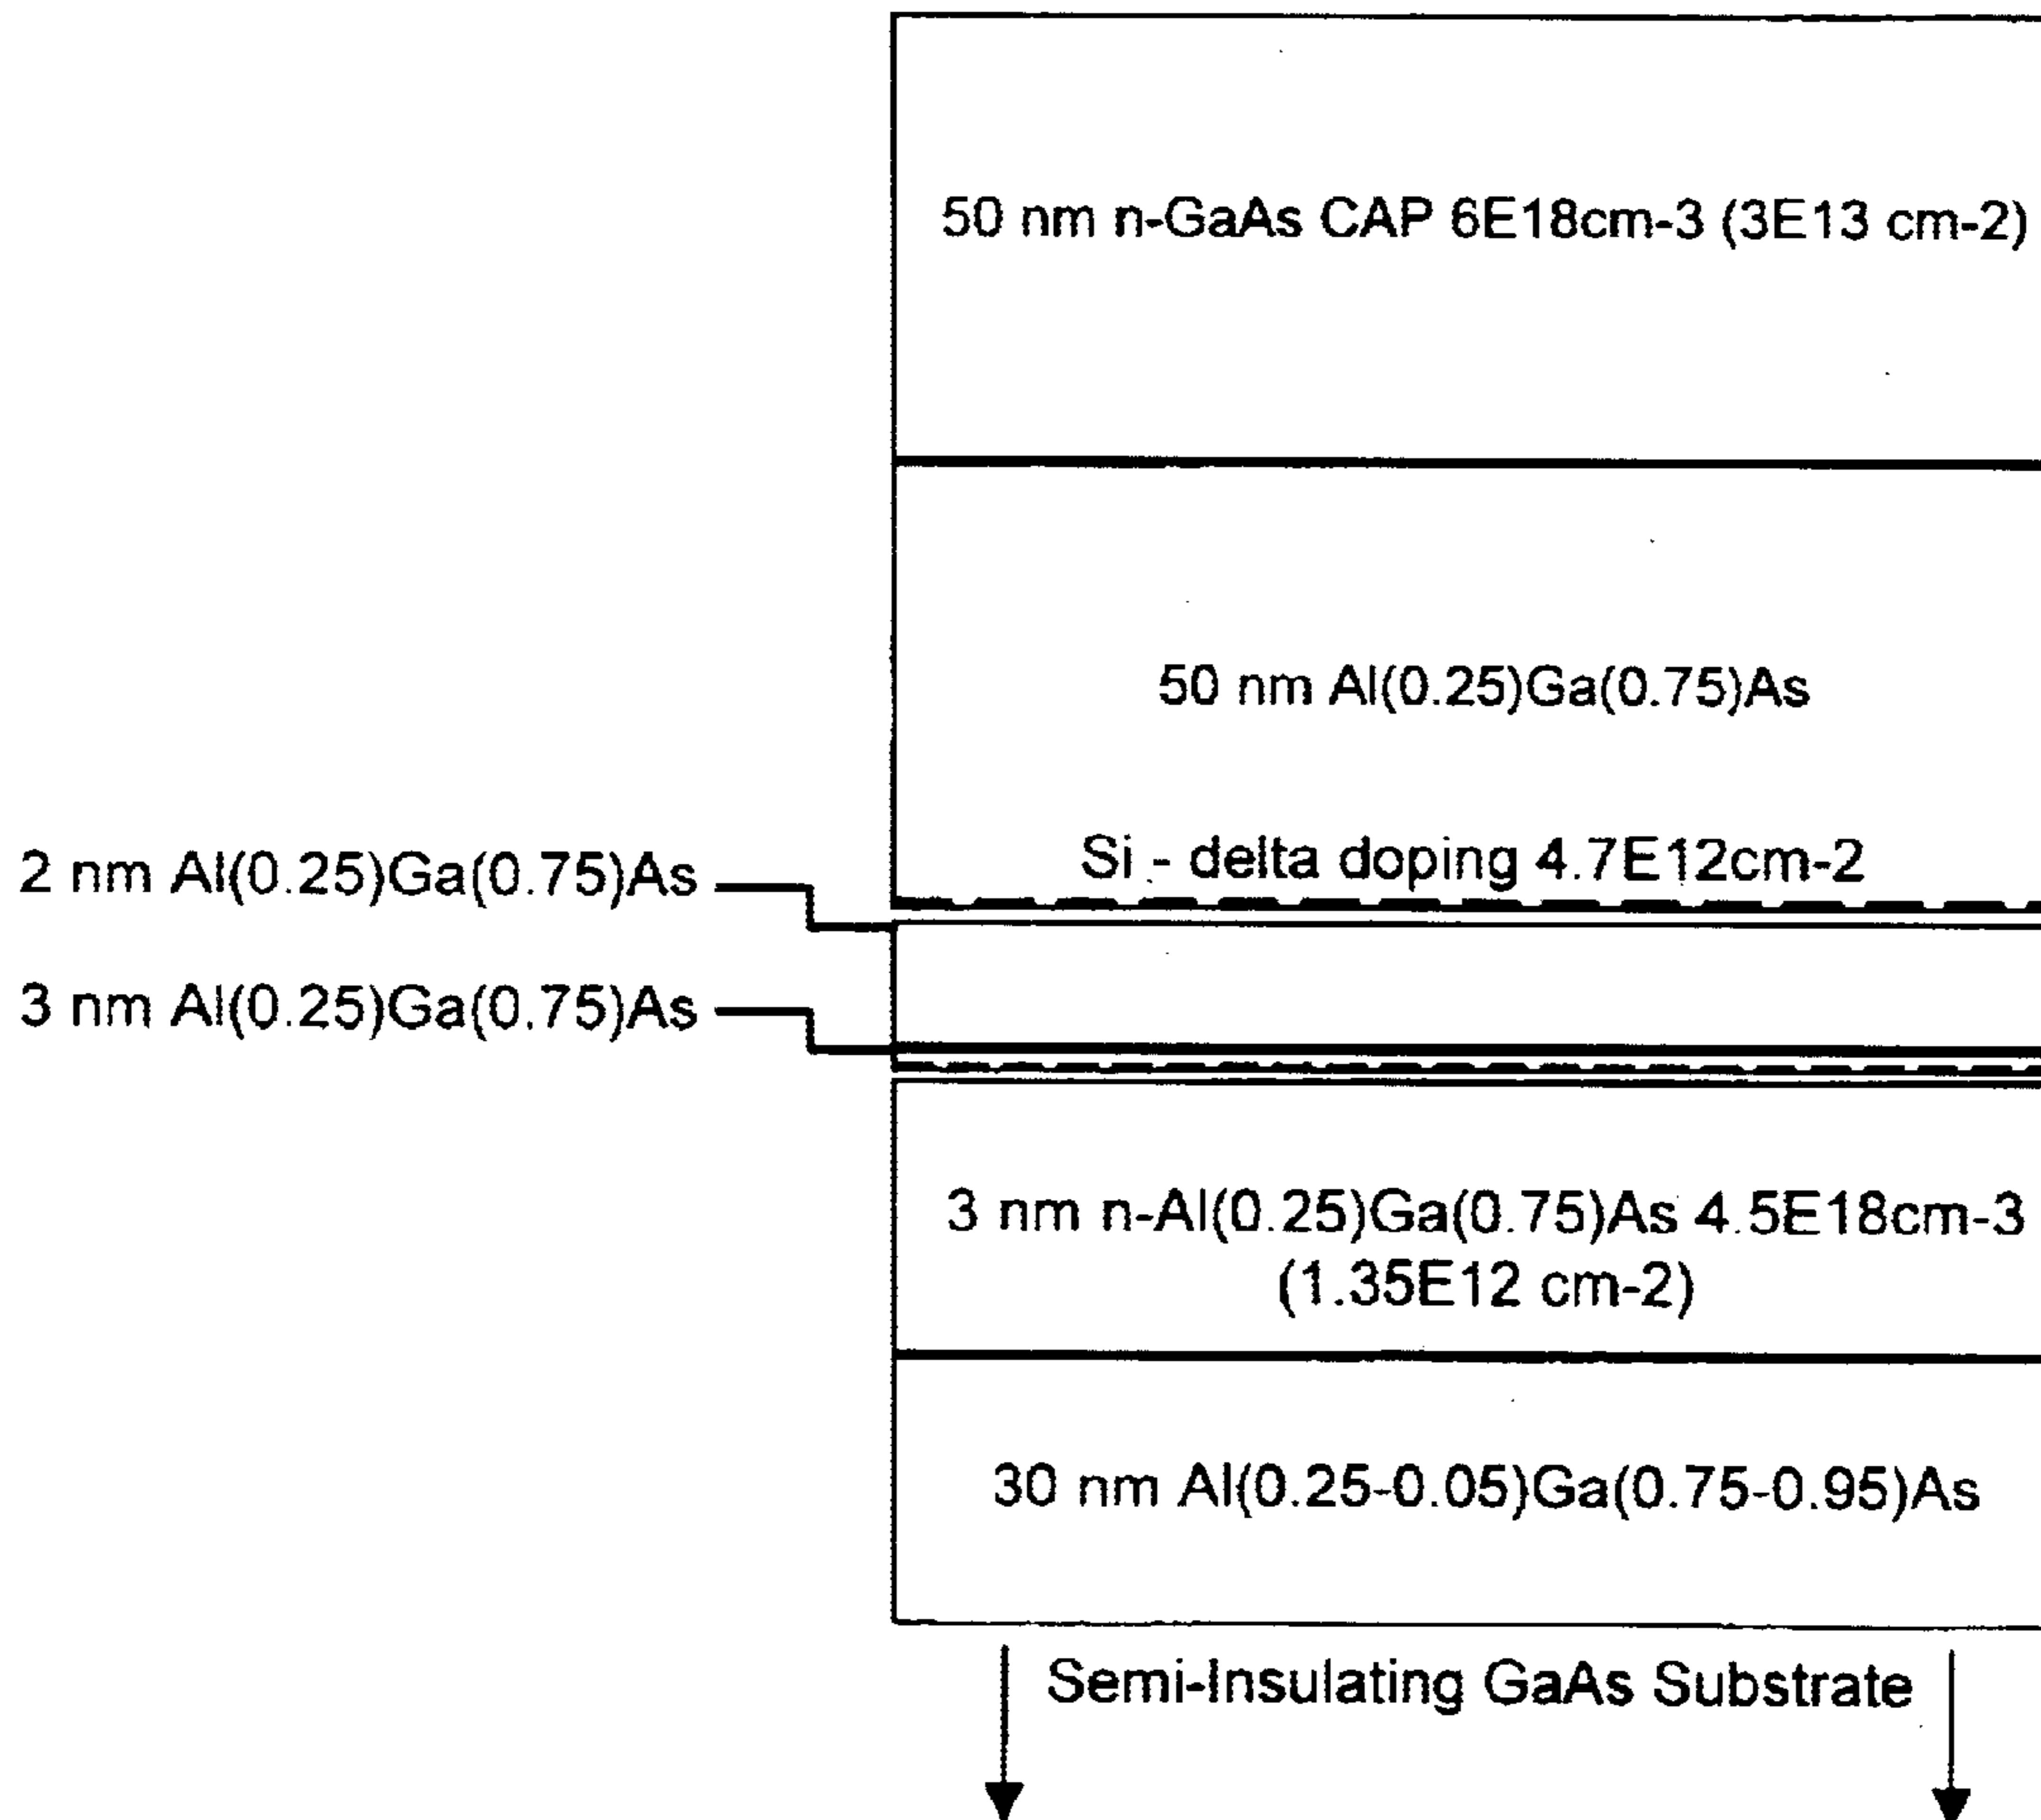 50 nm n-GaAs CAP 6E18cm-3 (3E13 cm-2)
50 nm Al(0.25)Ga(0.75)As
Si - delta doping 4.7E12cm-2
2 nm Al(0.25)Ga(0.75)As
3 nm Al(0.25)Ga(0.75)As
3 nm n-Al(0.25)Ga(0.75)As 4.5E18cm-3
(1.35E12 cm-2)
30 nm Al(0.25-0.05)Ga(0.75-0.95)As
Semi-Insulating GaAs Substrate